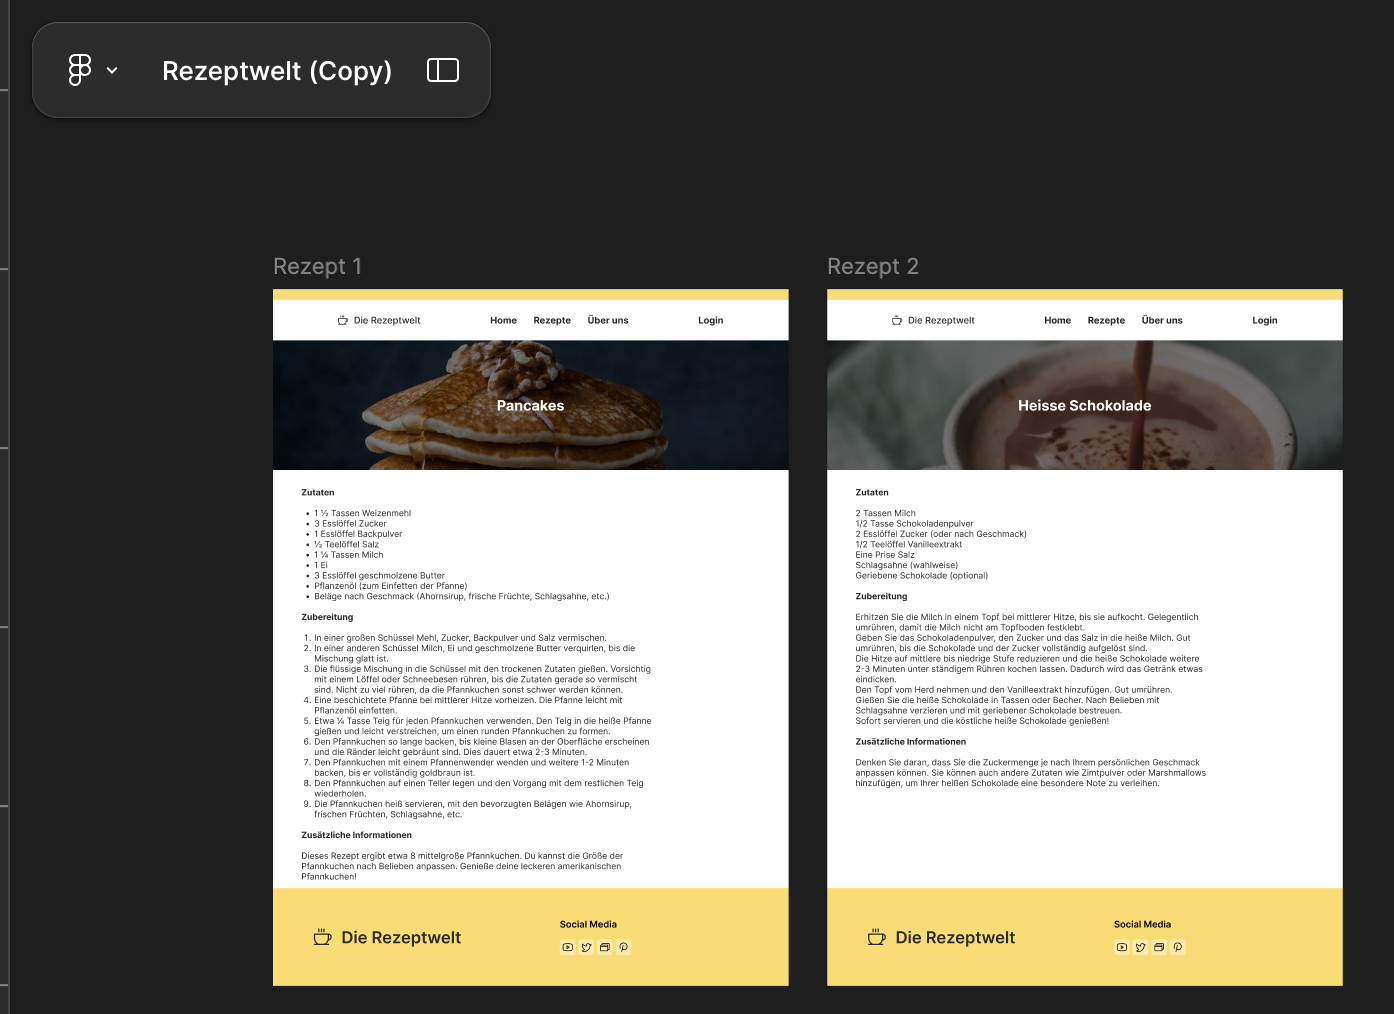 Rezeptwelt (Copy)
Rezept 1
Die Rezeptwelt Home Rezepte Über uns Login
Pancakes
Zutaten
• 1 ½ Tassen Weizenmehl
• 3 Esslöffel Zucker
• 1 Esslöffel Backpulver
• ½ Teelöffel Salz
• 1 ¼ Tassen Milch
• 1 Ei
• 3 Esslöffel geschmolzene Butter
• Pflanzenöl (zum Einfetten der Pfanne)
• Beläge nach Geschmack (Ahornsirup, frische Früchte, Schlagsahne, etc.)
Zubereitung
1. In einer großen Schüssel Mehl, Zucker, Backpulver und Salz vermischen.
2. In einer anderen Schüssel Milch, Ei und geschmolzene Butter verquirlen, bis die
Mischung glatt ist.
3. Die flüssige Mischung in die Schüssel mit den trockenen Zutaten gießen. Vorsichtig
mit einem Löffel oder Schneebesen rühren, bis die Zutaten gerade so vermischt
sind. Nicht zu viel rühren, da die Pfannkuchen sonst schwer werden können.
4. Eine beschichtete Pfanne bei mittlerer Hitze vorheizen. Die Pfanne leicht mit
Pflanzenöl einfetten.
5. Etwa ¼ Tasse Teig für jeden Pfannkuchen verwenden. Den Teig in die heiße Pfanne
gießen und leicht verstreichen, um einen runden Pfannkuchen zu formen.
6. Den Pfannkuchen so lange backen, bis kleine Blasen an der Oberfläche erscheinen
und die Ränder leicht gebräunt sind. Dies dauert etwa 2-3 Minuten.
7. Den Pfannkuchen mit einem Pfannenwender wenden und weitere 1-2 Minuten
backen, bis er vollständig goldbraun ist.
8. Den Pfannkuchen auf einen Teller legen und den Vorgang mit dem restlichen Teig
wiederholen.
9. Die Pfannkuchen heiß servieren, mit den bevorzugten Belägen wie Ahornsirup,
frischen Früchten, Schlagsahne, etc.
Zusätzliche Informationen
Dieses Rezept ergibt etwa 8 mittelgroße Pfannkuchen. Du kannst die Größe der
Pfannkuchen nach Belieben anpassen. Genieße deine leckeren amerikanischen
Pfannkuchen!
Die Rezeptwelt
Social Media
Rezept 2
Die Rezeptwelt Home Rezepte Über uns Login
Heisse Schokolade
Zutaten
2 Tassen Milch
1/2 Tasse Schokoladenpulver
2 Esslöffel Zucker (oder nach Geschmack)
1/2 Teelöffel Vanilleextrakt
Eine Prise Salz
Schlagsahne (wahlweise)
Geriebene Schokolade (optional)
Zubereitung
Erhitzen Sie die Milch in einem Topf bei mittlerer Hitze, bis sie aufkocht. Gelegentlich
umrühren, damit die Milch nicht am Topfboden festklebt.
Geben Sie das Schokoladenpulver, den Zucker und das Salz in die heiße Milch. Gut
umrühren, bis die Schokolade und der Zucker vollständig aufgelöst sind.
Die Hitze auf mittlere bis niedrige Stufe reduzieren und die heiße Schokolade weitere
2-3 Minuten unter ständigem Rühren kochen lassen. Dadurch wird das Getränk etwas
eindicken.
Den Topf vom Herd nehmen und den Vanilleextrakt hinzufügen. Gut umrühren.
Gießen Sie die heiße Schokolade in Tassen oder Becher. Nach Belieben mit
Schlagsahne verzieren und mit geriebener Schokolade bestreuen.
Sofort servieren und die köstliche heiße Schokolade genießen!
Zusätzliche Informationen
Denken Sie daran, dass Sie die Zuckermenge je nach Ihrem persönlichen Geschmack
anpassen können. Sie können auch andere Zutaten wie Zimtpulver oder Marshmallows
hinzufügen, um Ihrer heißen Schokolade eine besondere Note zu verleihen.
Die Rezeptwelt
Social Media